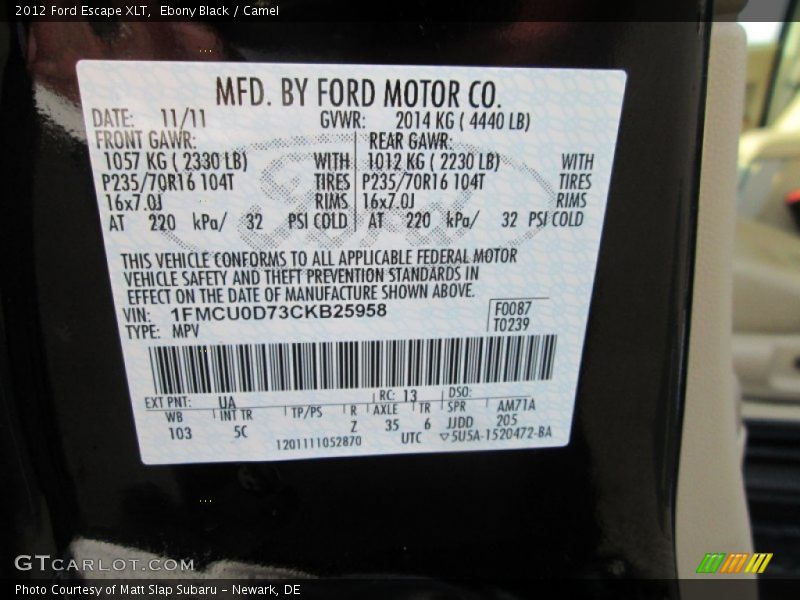 2012 Ford Escape XLT,  Ebony Black / Camel
MFD. BY FORD MOTOR CO.
DATE: 11/11 GVWR: 2014 KG ( 4440 LB)
FRONT GAWR: REAR GAWR:
1057 KG ( 2330 LB) WITH 1012 KG ( 2230 LB) WITH
P235/70R16 104T TIRES P235/70R16 104T TIRES
16x7.0J RIMS 16x7.0J RIMS
AT 220 kPa/ 32 PSI COLD AT 220 kPa/ 32 PSI COLD
THIS VEHICLE CONFORMS TO ALL APPLICABLE FEDERAL MOTOR
VEHICLE SAFETY AND THEFT PREVENTION STANDARDS IN
EFFECT ON THE DATE OF MANUFACTURE SHOWN ABOVE.
VIN: 1FMCU0D73CKB25958 F0087
TYPE: MPV T0239
EXT PNT: UA RC: 13 DSO:
WB INT TR TP/PS R AXLE TR SPR AM71A
103 5C Z 35 6 JJDD 205
1201111052870 UTC ▽5U5A-1520472-BA
GTCARLOT.COM
Photo Courtesy of Matt Slap Subaru - Newark, DE